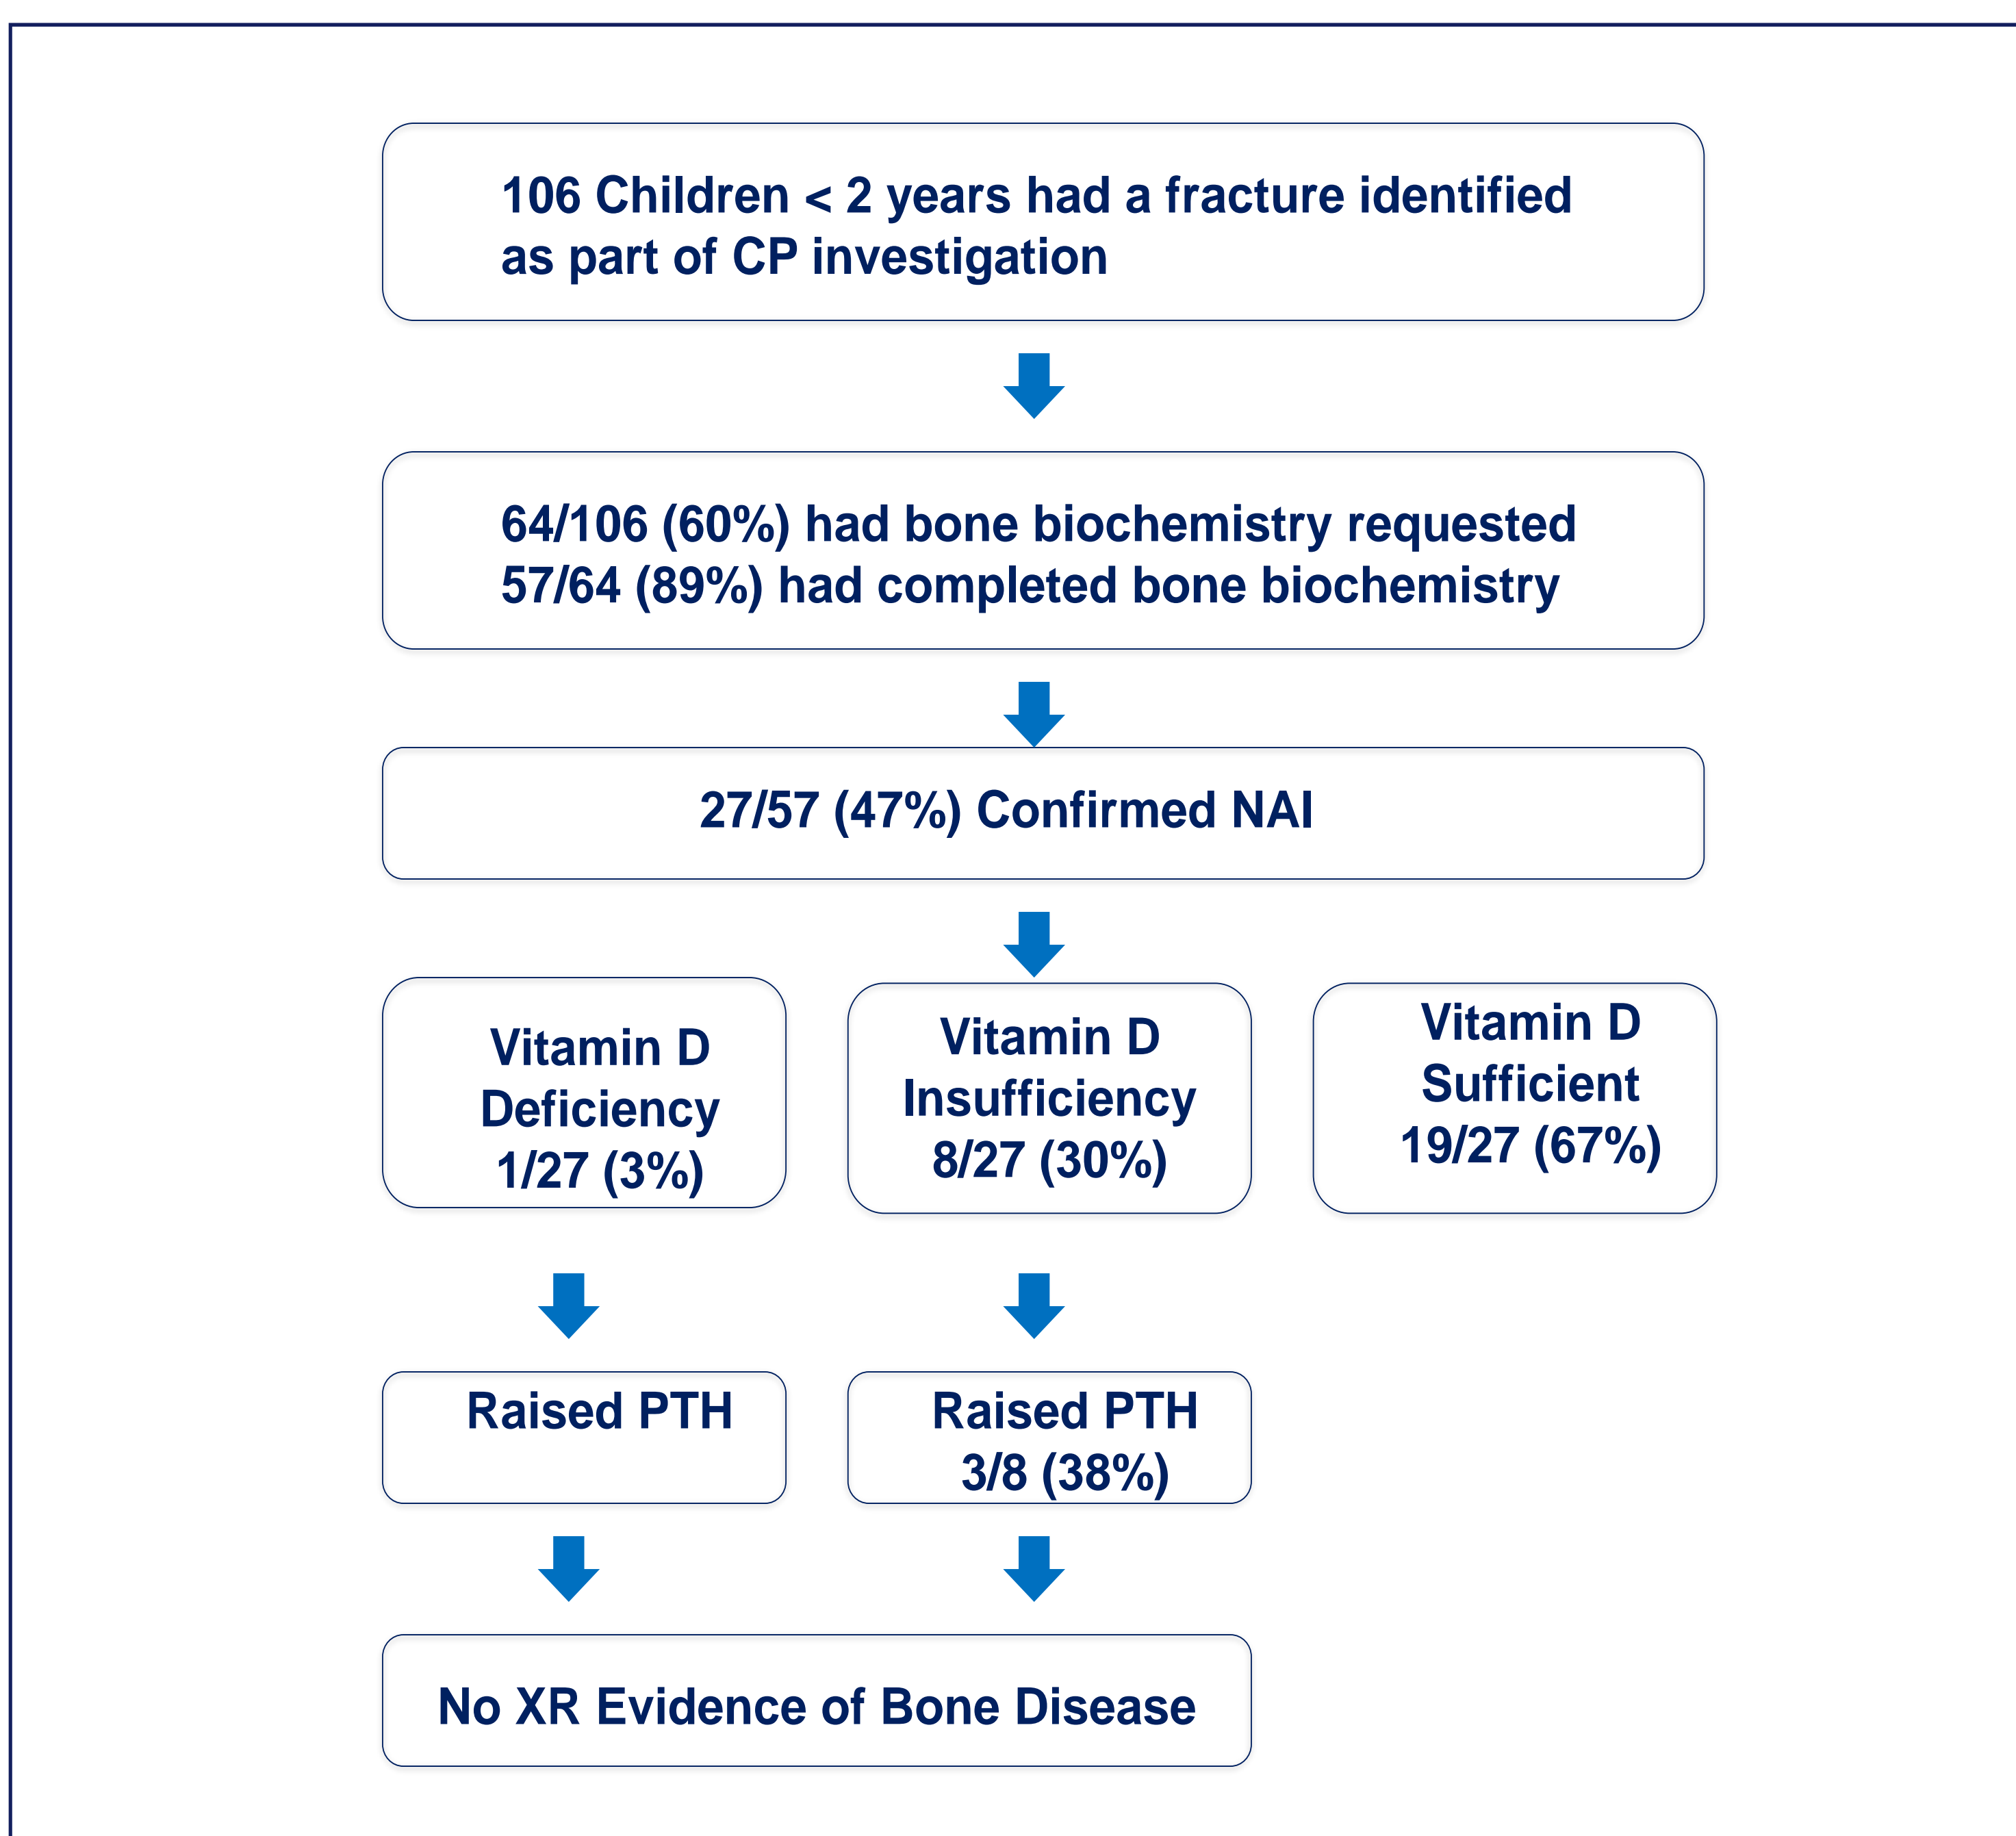 106 Children < 2 years had a fracture identified
as part of CP investigation
64/106 (60%) had bone biochemistry requested
57/64 (89%) had completed bone biochemistry
27/57 (47%) Confirmed NAI
Vitamin D
Deficiency
1/27 (3%)
Vitamin D
Insufficiency
8/27 (30%)
Vitamin D
Sufficient
19/27 (67%)
Raised PTH
Raised PTH
3/8 (38%)
No XR Evidence of Bone Disease